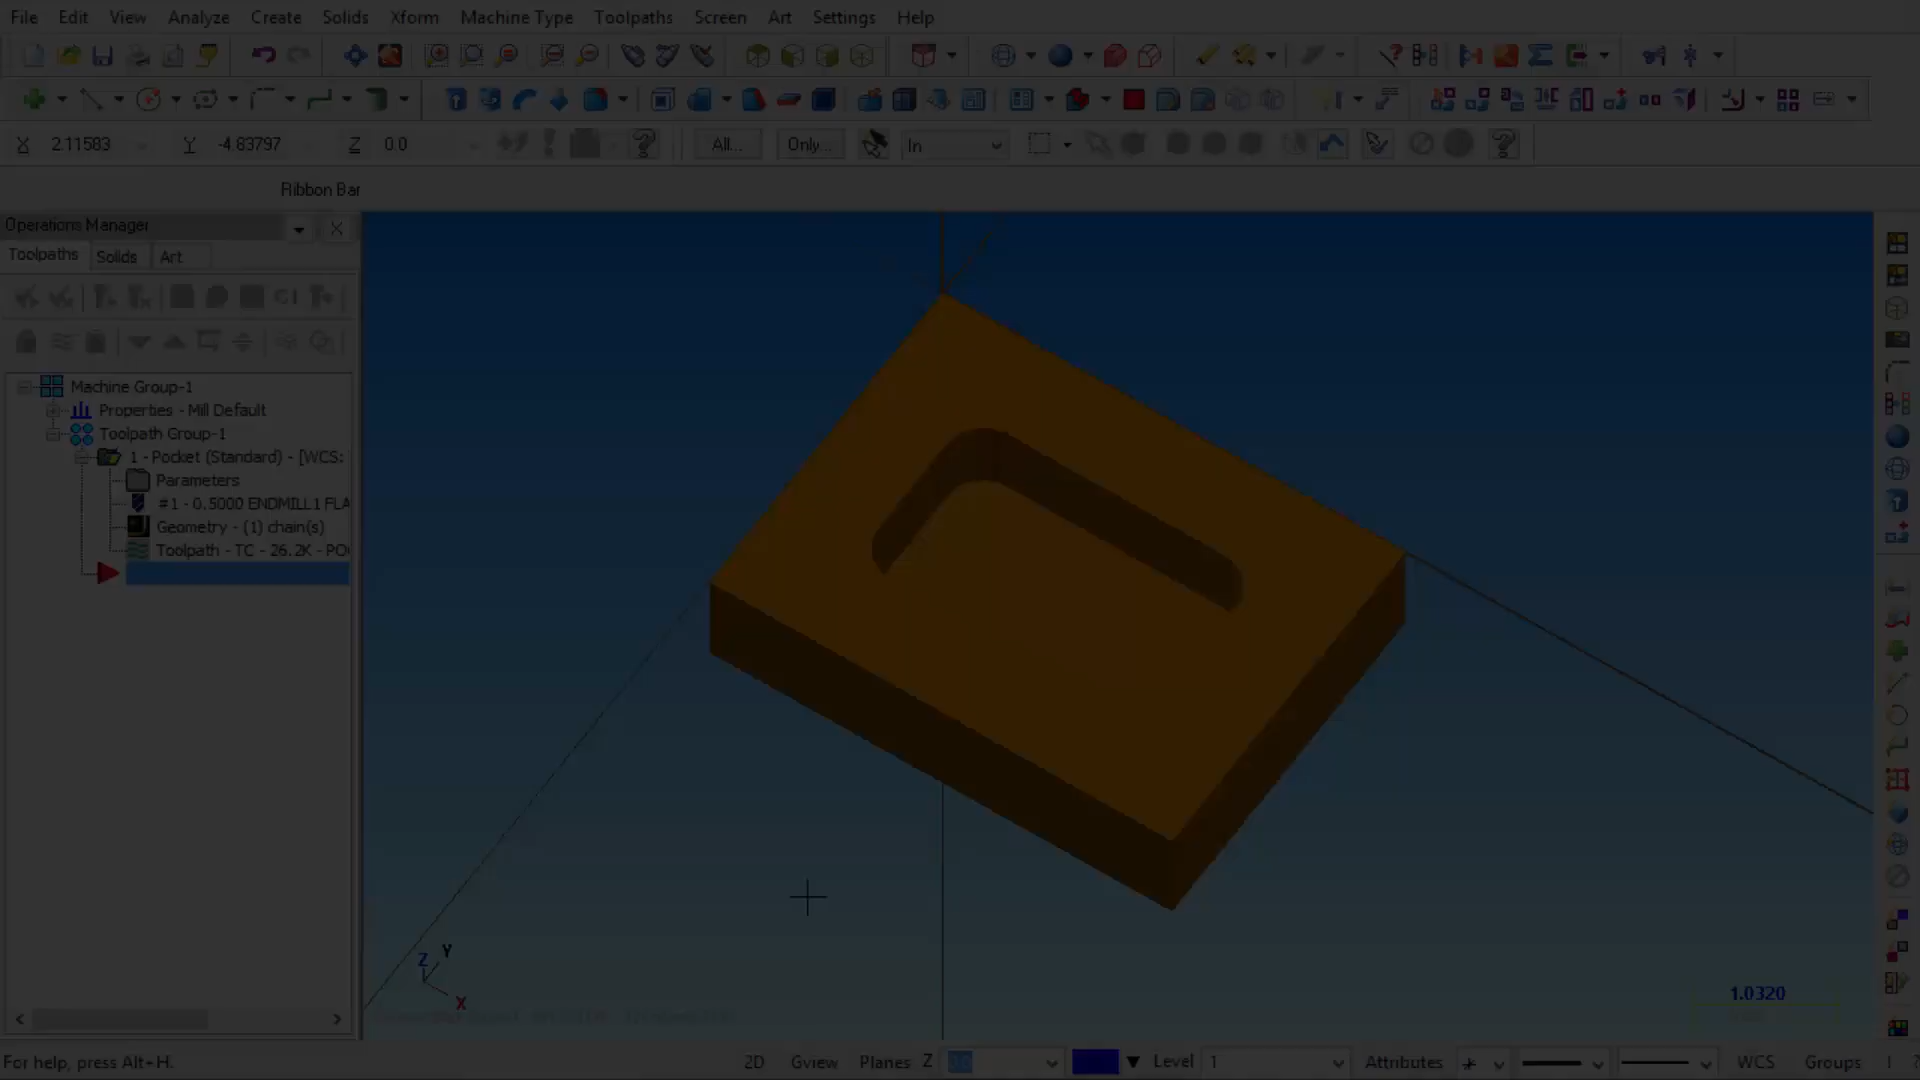 File Edit View Analyze Create Solids Xform Machine Type Toolpaths Screen Art Settings Help
X 2.11583 Y -4.83797 Z 0.0 All... Only... In
Ribbon Bar
Operations Manager
Toolpaths Solids Art
Machine Group-1
Properties - Mill Default
Toolpath Group-1
1 - Pocket (Standard) - [WCS:
Parameters
#1 - 0.5000 ENDMILL1 FLA
Geometry - (1) chain(s)
Toolpath - TC - 26.2K - PO
Z Y
X
1.0320
For help, press Alt+H. 2D Gview Planes Z Level 1 Attributes WCS Groups